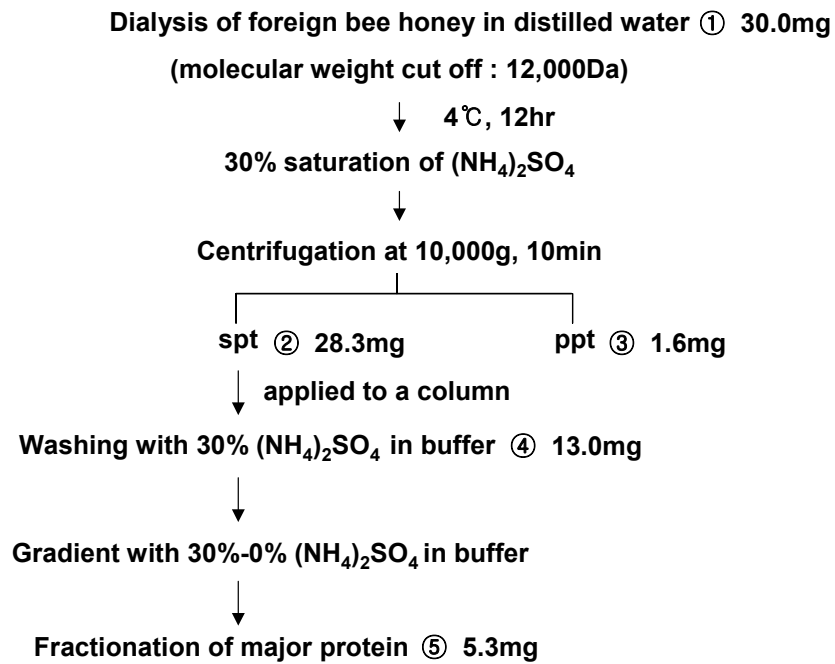 Dialysis of foreign bee honey in distilled water ① 30.0mg
(molecular weight cut off : 12,000Da)
4℃, 12hr
30% saturation of (NH₄)₂SO₄
Centrifugation at 10,000g, 10min
spt ② 28.3mg ppt ③ 1.6mg
applied to a column
Washing with 30% (NH₄)₂SO₄ in buffer ④ 13.0mg
Gradient with 30%-0% (NH₄)₂SO₄ in buffer
Fractionation of major protein ⑤ 5.3mg